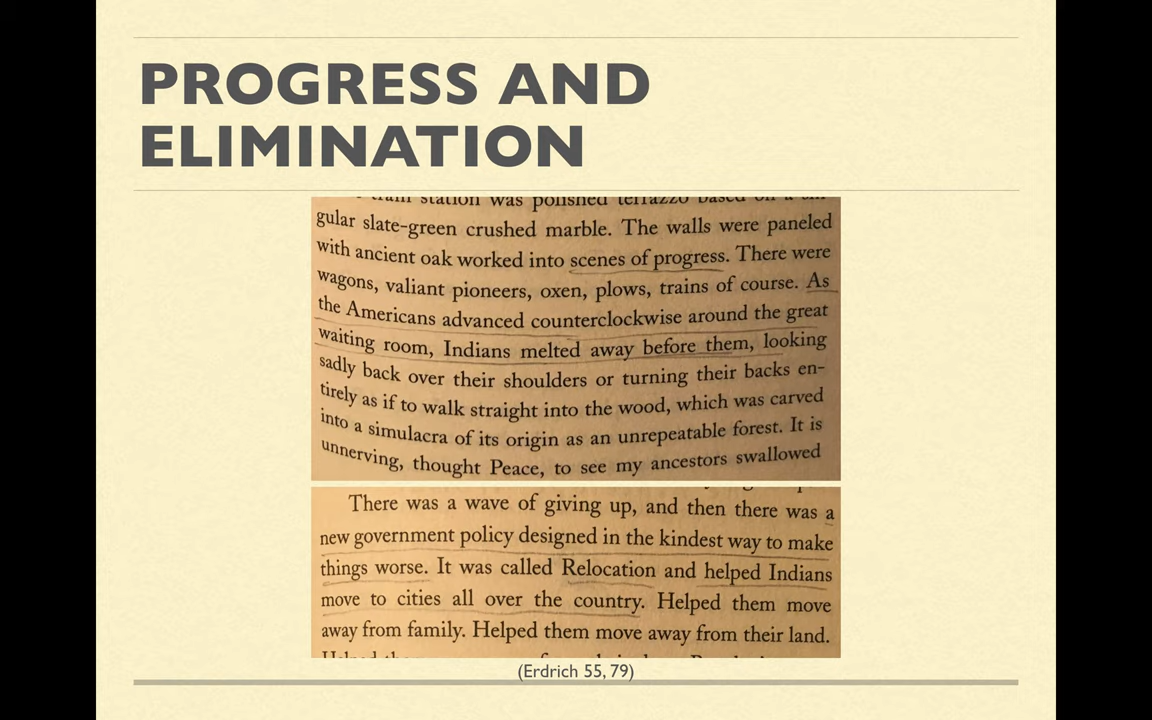 PROGRESS AND
ELIMINATION
train station was polished terrazzo based on a
gular slate-green crushed marble. The walls were paneled
with ancient oak worked into scenes of progress. There were
wagons, valiant pioneers, oxen, plows, trains of course. As
the Americans advanced counterclockwise around the great
waiting room, Indians melted away before them, looking
sadly back over their shoulders or turning their backs en-
tirely as if to walk straight into the wood, which was carved
into a simulacra of its origin as an unrepeatable forest. It is
unnerving, thought Peace, to see my ancestors swallowed
There was a wave of giving up, and then there was a
new government policy designed in the kindest way to make
things worse. It was called Relocation and helped Indians
move to cities all over the country. Helped them move
away from family. Helped them move away from their land.
(Erdrich 55, 79)